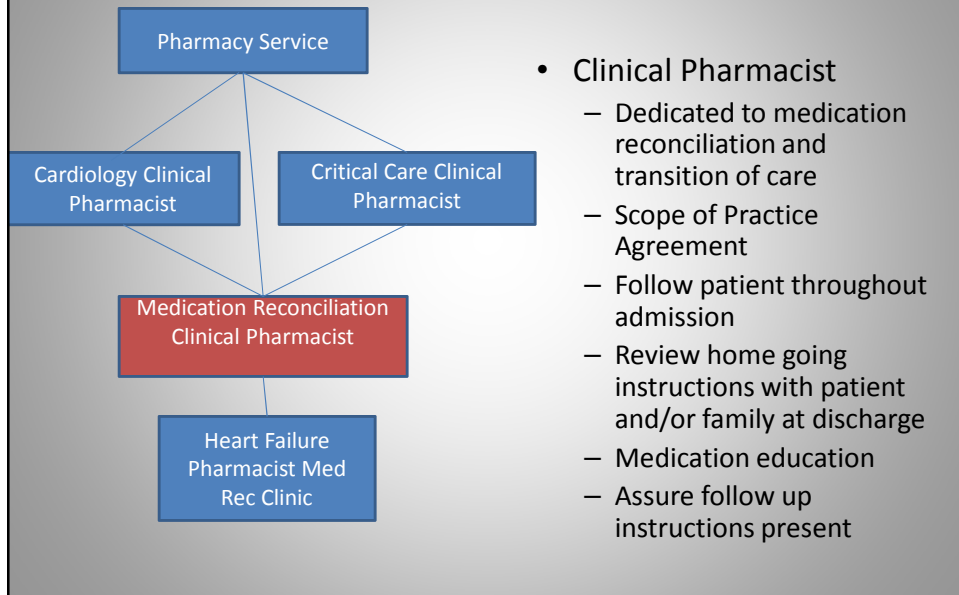 Pharmacy Service
Cardiology Clinical
Pharmacist
Critical Care Clinical
Pharmacist
Medication Reconciliation
Clinical Pharmacist
Heart Failure
Pharmacist Med
Rec Clinic
• Clinical Pharmacist
– Dedicated to medication
reconciliation and
transition of care
– Scope of Practice
Agreement
– Follow patient throughout
admission
– Review home going
instructions with patient
and/or family at discharge
– Medication education
– Assure follow up
instructions present